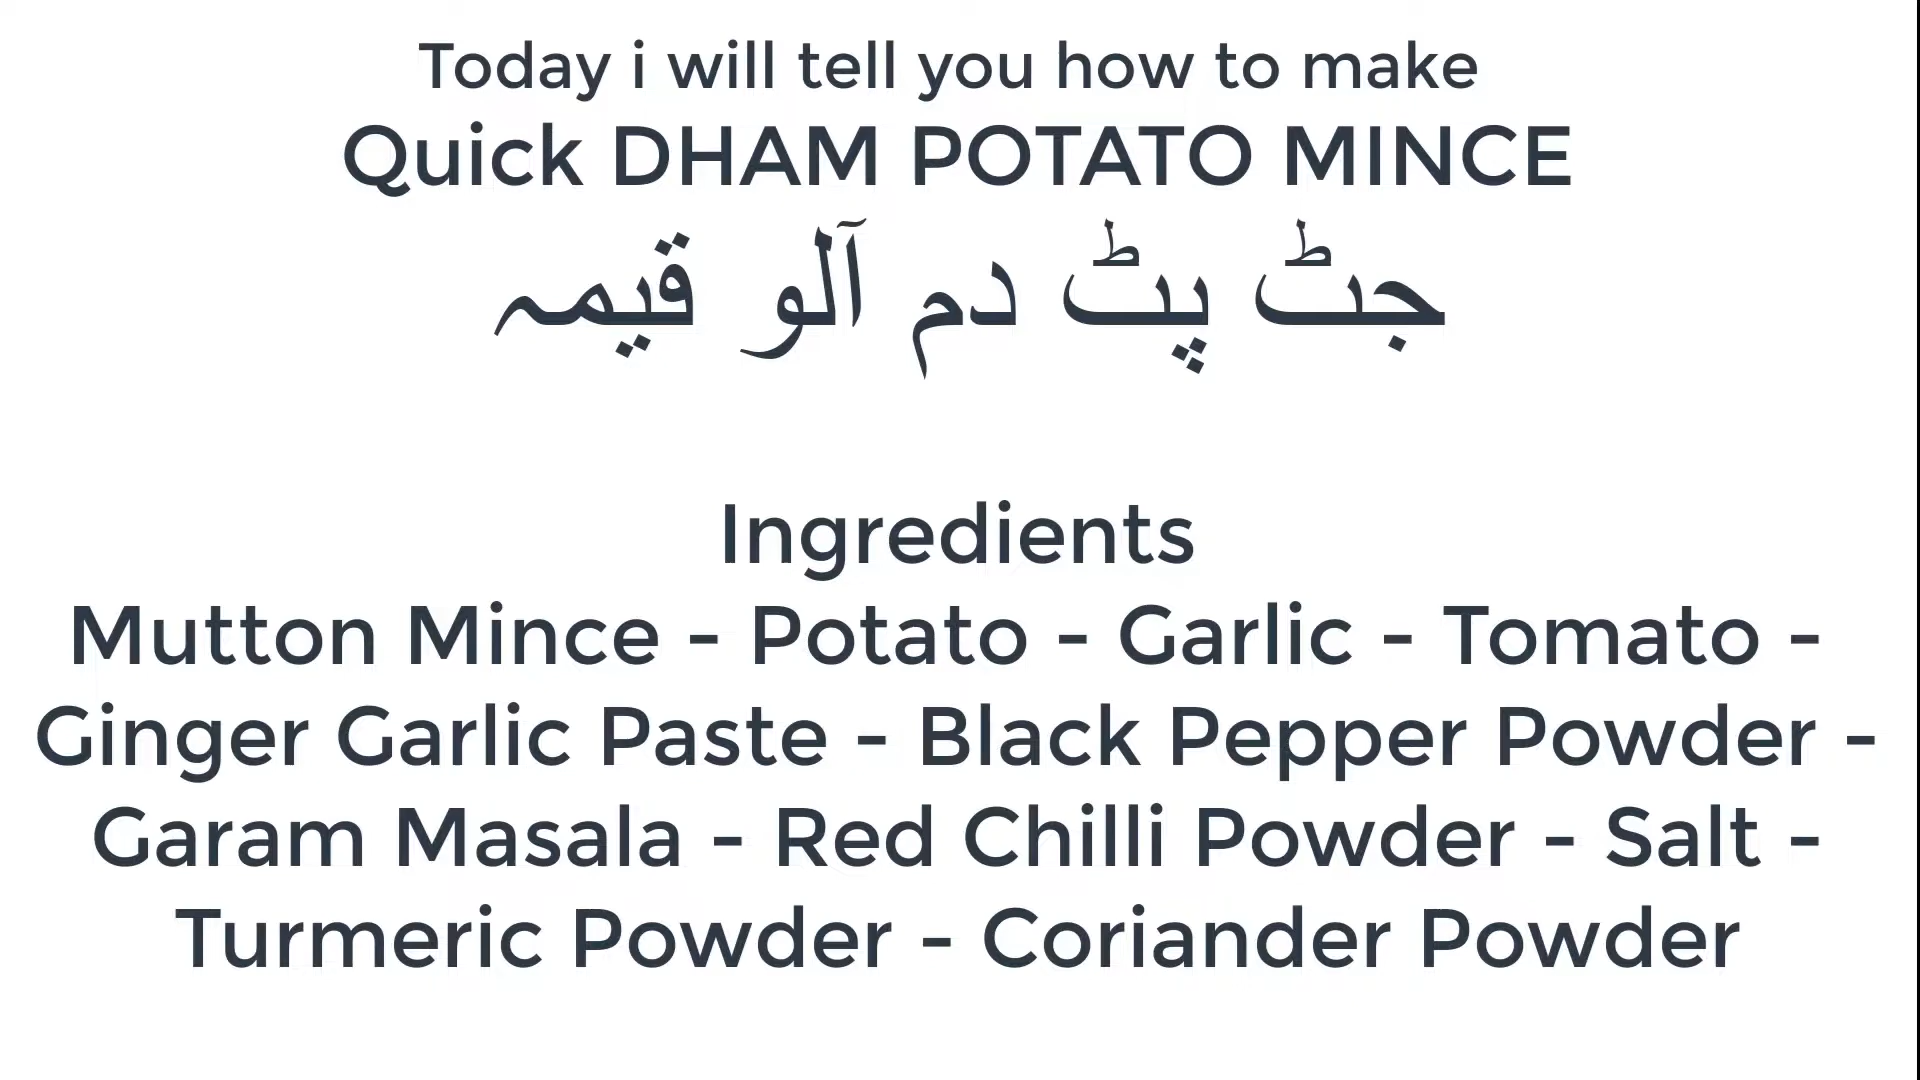 Today i will tell you how to make
Quick DHAM POTATO MINCE
جٹ پٹ دم آلو قیمہ
Ingredients
Mutton Mince - Potato - Garlic - Tomato -
Ginger Garlic Paste - Black Pepper Powder -
Garam Masala - Red Chilli Powder - Salt -
Turmeric Powder - Coriander Powder